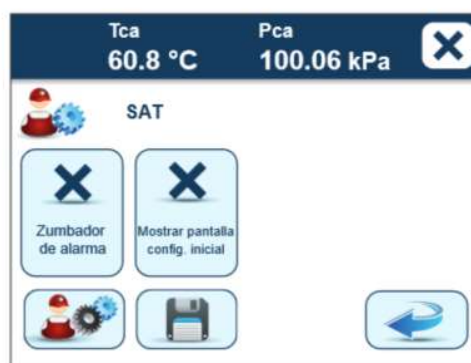 Tca Pca
60.8 °C 100.06 kPa
SAT
Zumbador Mostrar pantalla
de alarma config. inicial